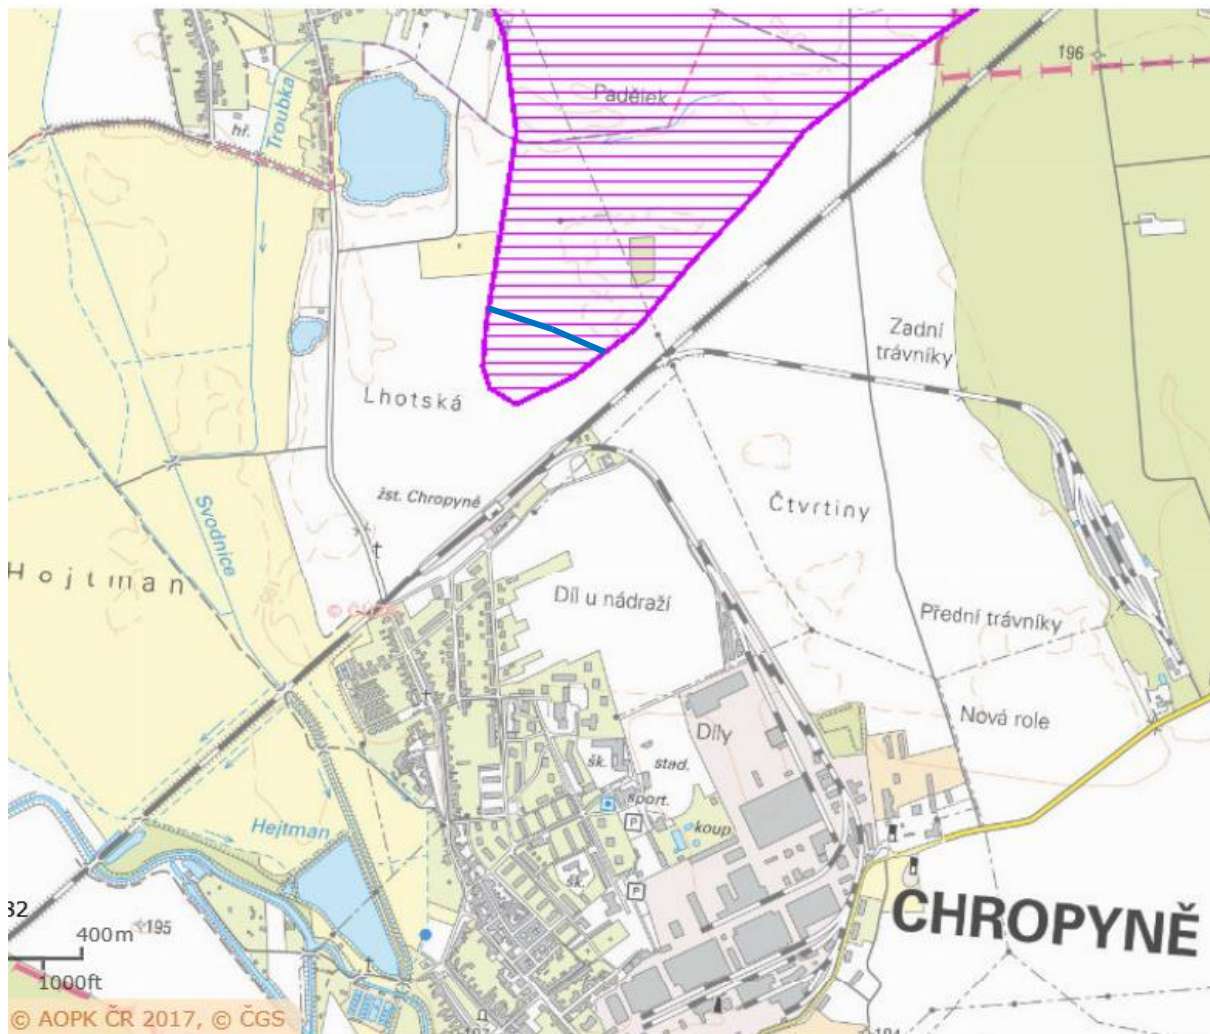 196
Padělek
Troubka
hř.
Zadní
trávníky
Lhotská
žst. Chropyně
Čtvrtiny
Svodnice
Hojtman
Díl u nádraží
Přední trávníky
Nová role
Díly
šk.
stad.
sport.
P
koup
Hejtman
šk.
P
32
195
CHROPYNĚ
400m
1000ft
© AOPK ČR 2017, © ČGS